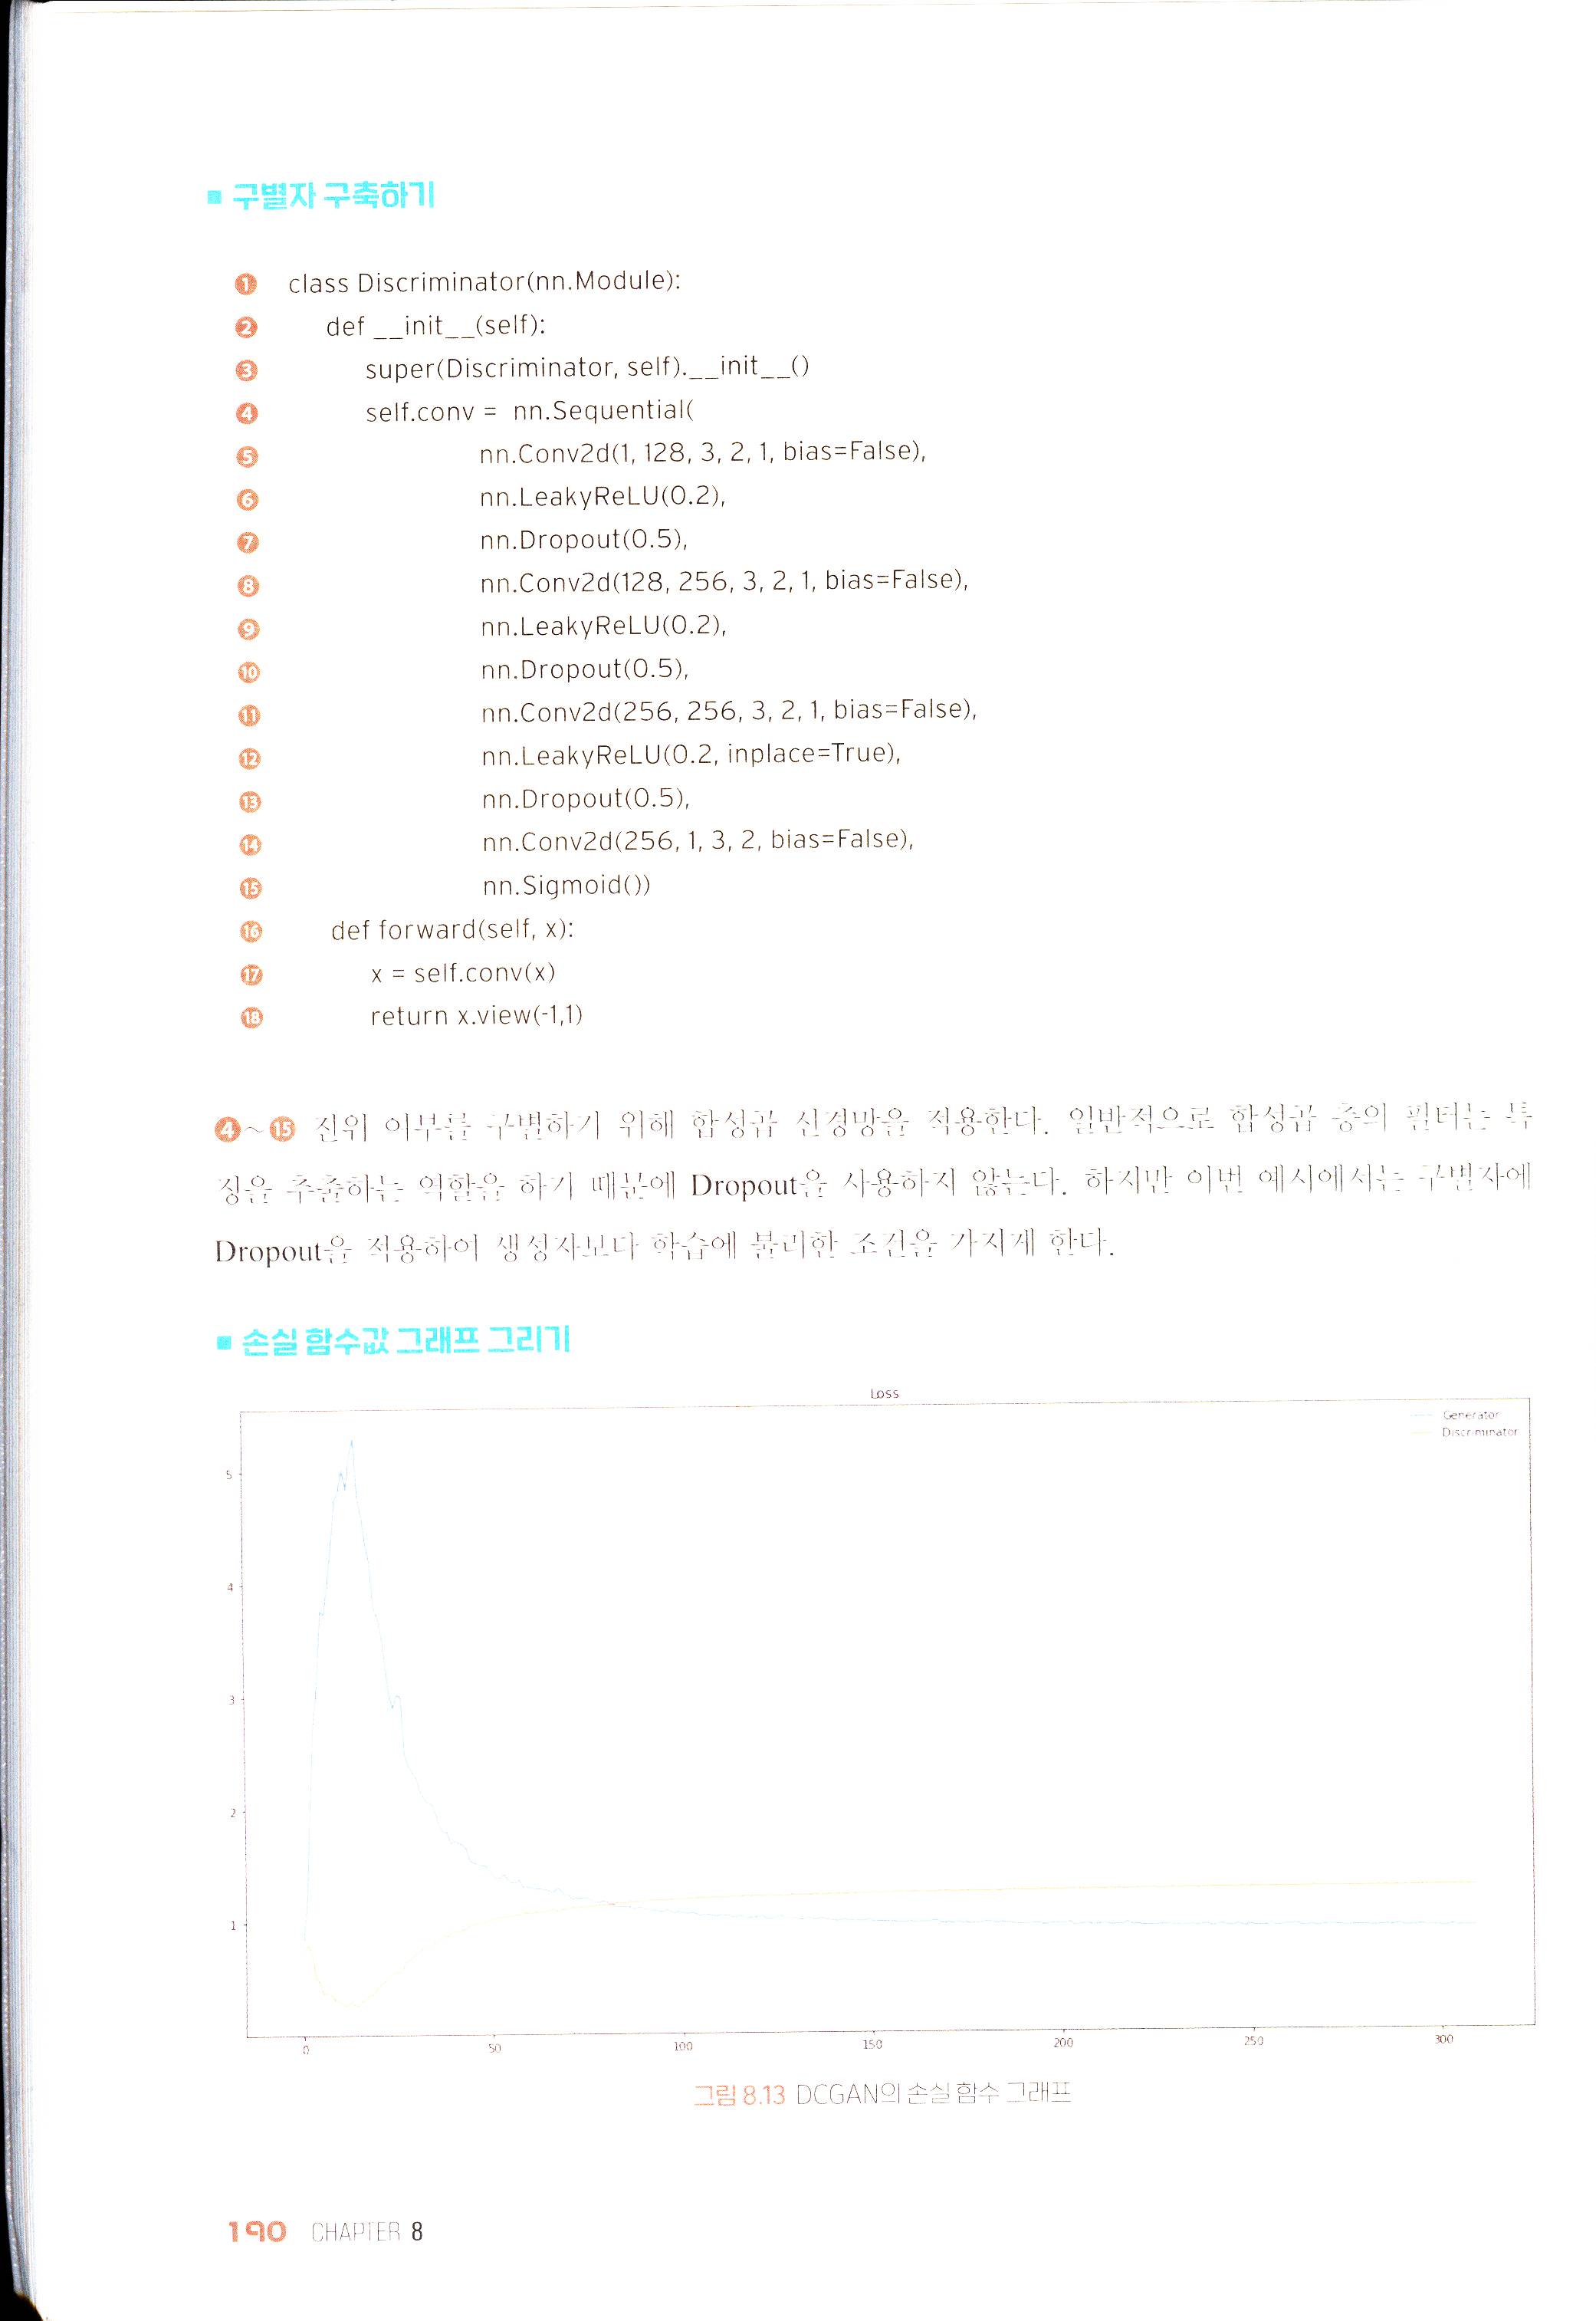 ■ 구별자 구축하기
❶ class Discriminator(nn.Module):
❷ def __init__(self):
❸ super(Discriminator, self).__init__()
❹ self.conv = nn.Sequential(
❺ nn.Conv2d(1, 128, 3, 2, 1, bias=False),
❻ nn.LeakyReLU(0.2),
❼ nn.Dropout(0.5),
❽ nn.Conv2d(128, 256, 3, 2, 1, bias=False),
❾ nn.LeakyReLU(0.2),
❿ nn.Dropout(0.5),
⓫ nn.Conv2d(256, 256, 3, 2, 1, bias=False),
⓬ nn.LeakyReLU(0.2, inplace=True),
⓭ nn.Dropout(0.5),
⓮ nn.Conv2d(256, 1, 3, 2, bias=False),
⓯ nn.Sigmoid())
⓰ def forward(self, x):
⓱ x = self.conv(x)
⓲ return x.view(-1,1)
❹~⓯ 진위 여부를 구별하기 위해 합성곱 신경망을 적용한다. 일반적으로 합성곱 층의 필터는 특
징을 추출하는 역할을 하기 때문에 Dropout을 사용하지 않는다. 하지만 이번 예시에서는 구별자에
Dropout을 적용하여 생성자보다 학습에 불리한 조건을 가지게 한다.
■ 손실 함수값 그래프 그리기
Loss
Generator
Discriminator
5
4
3
2
1
0 50 100 150 200 250 300
그림 8.13 DCGAN의 손실 함수 그래프
190 CHAPTER 8